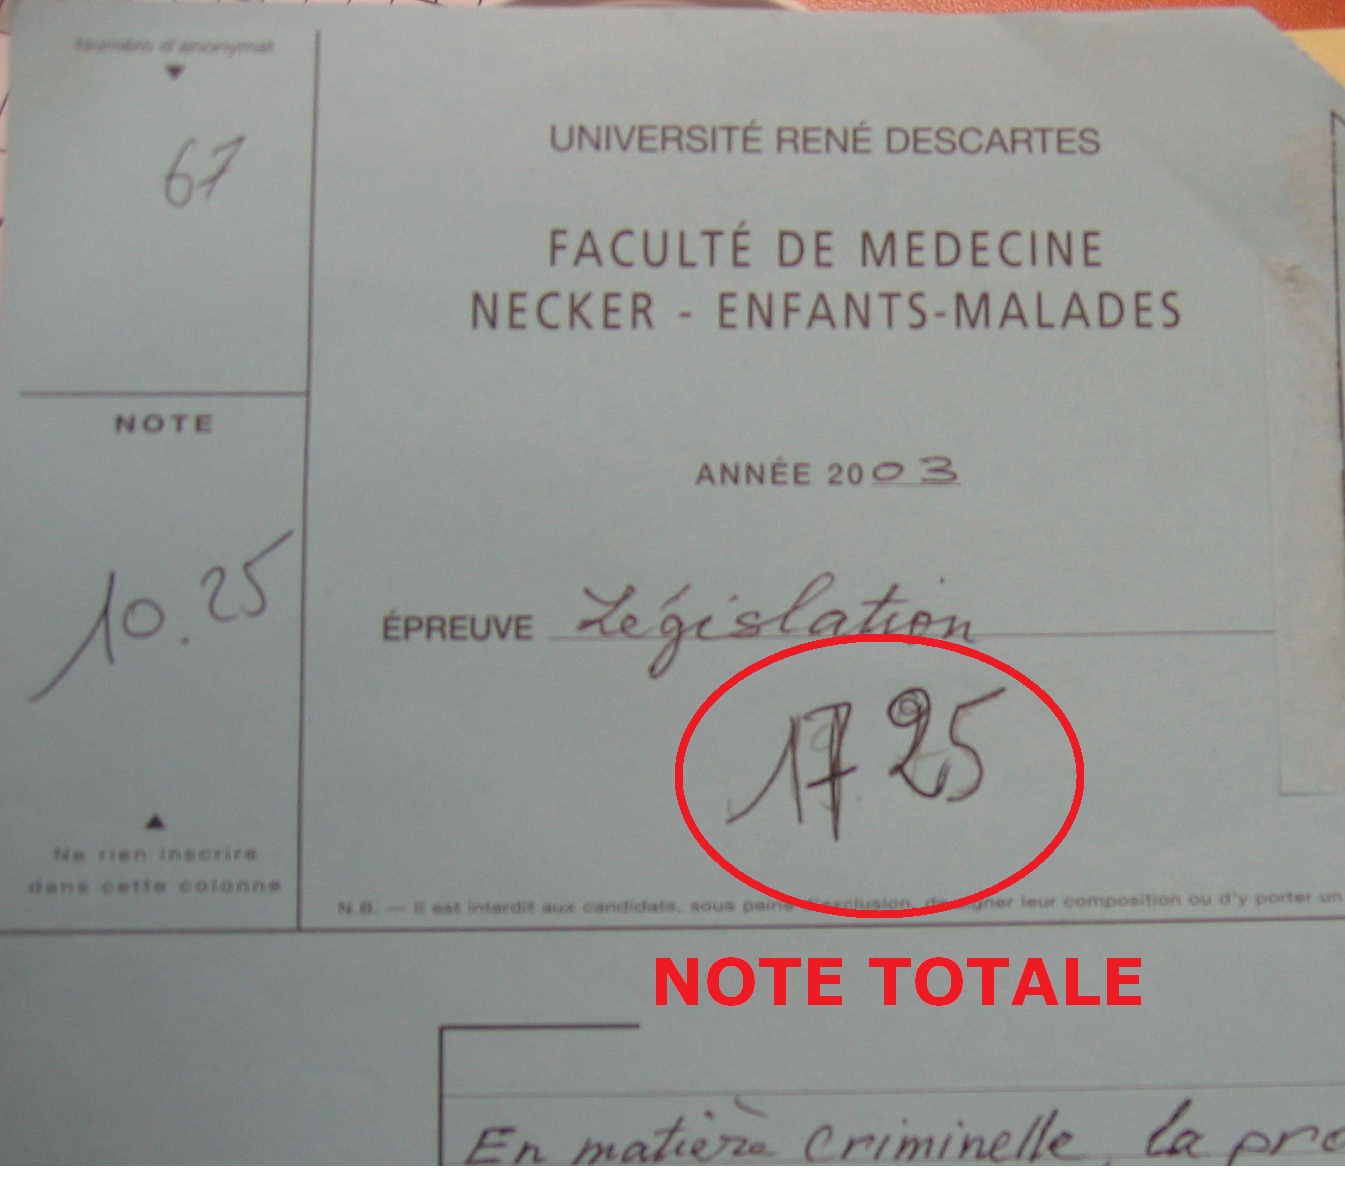 Numéro d'anonymat
67
UNIVERSITÉ RENÉ DESCARTES
FACULTÉ DE MEDECINE
NECKER - ENFANTS-MALADES
NOTE
10.25
ANNÉE 2003
ÉPREUVE Législation
17 25
Ne rien inscrire
dans cette colonne
N.B. — Il est interdit aux candidats, sous peine d'exclusion, de signer leur composition ou d'y porter un
NOTE TOTALE
En matière criminelle, la pro